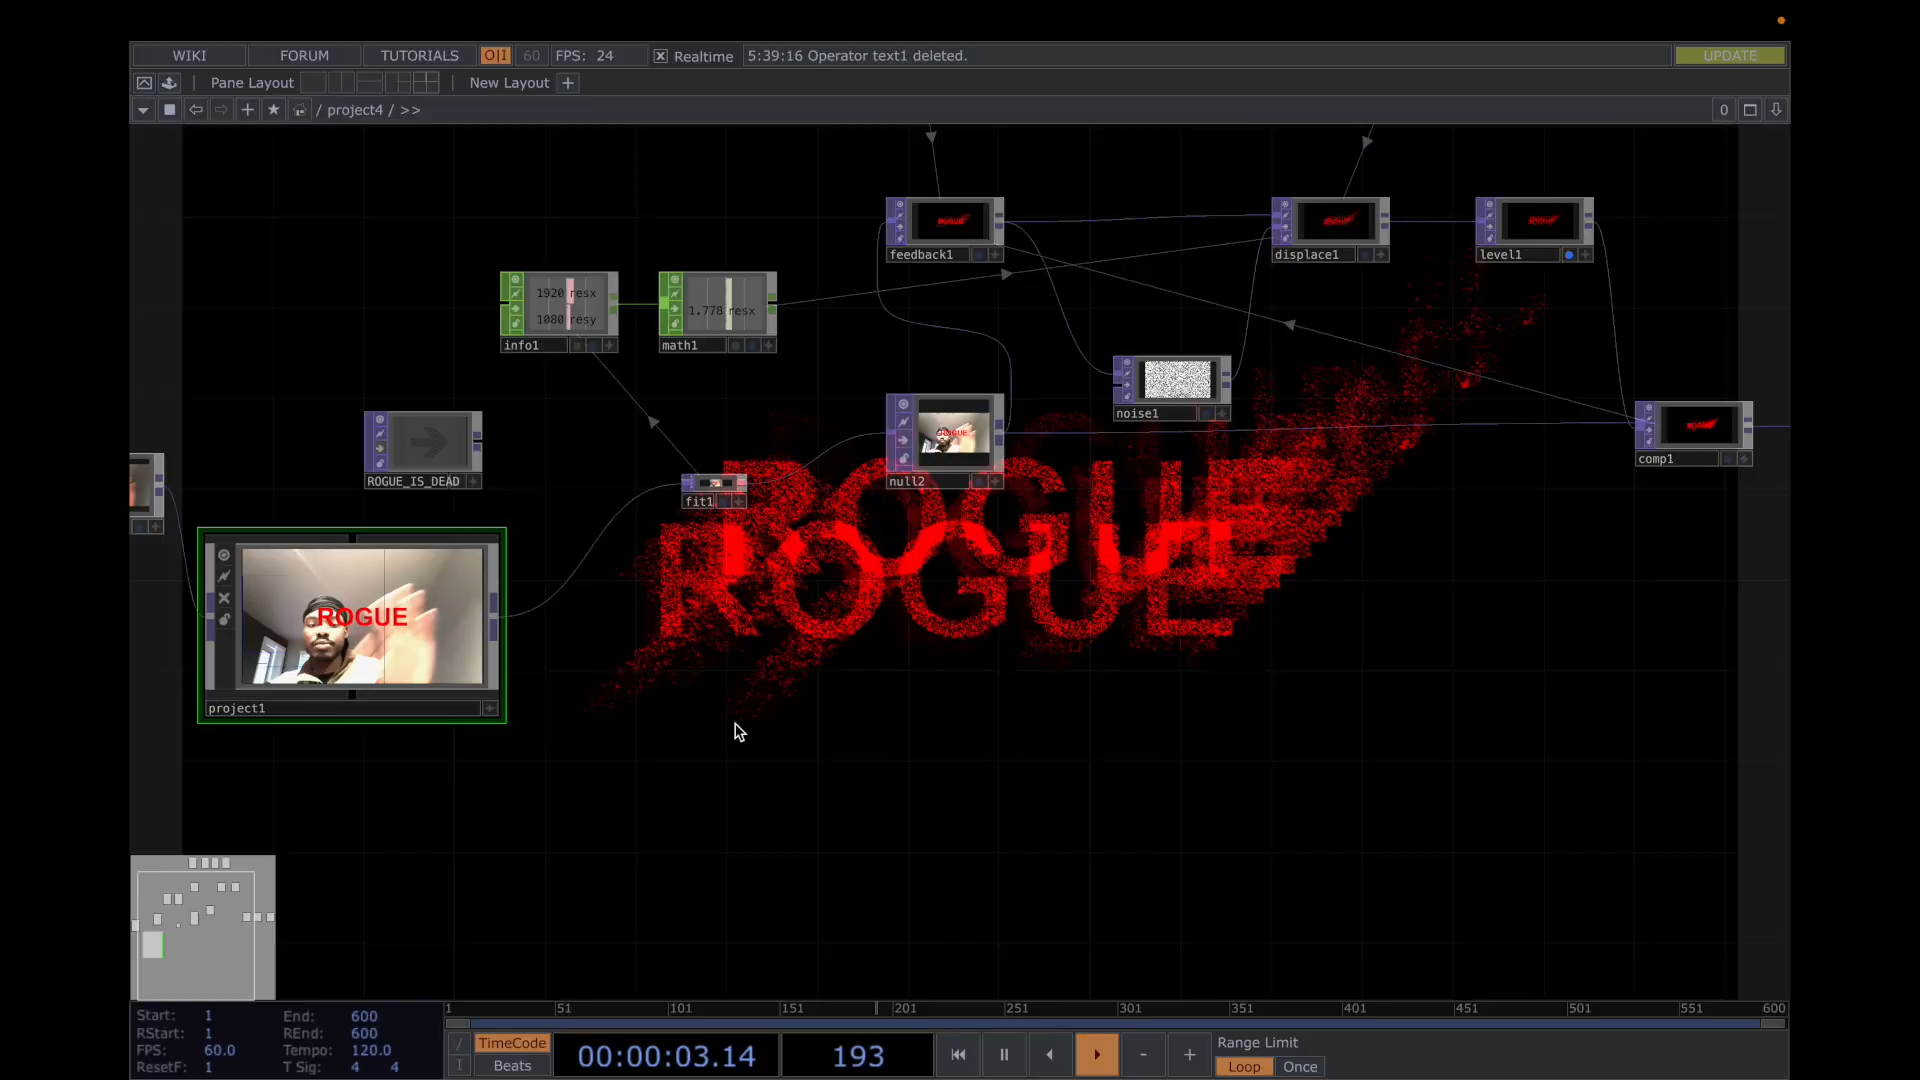 WIKI FORUM TUTORIALS O|I 60 FPS: 24 Realtime 5:39:16 Operator text1 deleted. UPDATE
Pane Layout New Layout +
/ project4 / >> 0
feedback1
displace1
level1
1920 resx
1080 resy
info1
1.778 resx
math1
noise1
comp1
ROGUE_IS_DEAD
fit1
ROGUE
null2
ROGUE
ROGUE
ROGUE
project1
1 51 101 151 201 251 301 351 401 451 501 551 600
Start: 1 End: 600
RStart: 1 REnd: 600
FPS: 60.0 Tempo: 120.0
ResetF: 1 T Sig: 4 4
TimeCode
Beats
00:00:03.14
193
- +
Range Limit
Loop Once